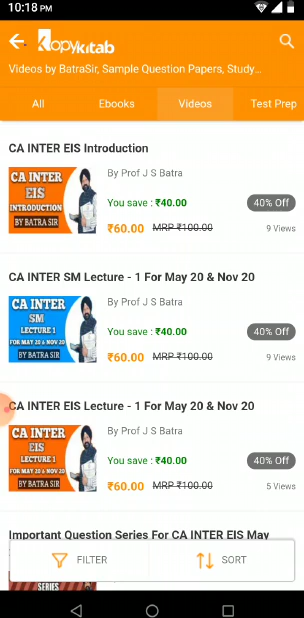 10:18 PM
Kopykitab
Videos by BatraSir, Sample Question Papers, Study...
All
Ebooks
Videos
Test Prep
CA INTER EIS Introduction
CA INTER
EIS
INTRODUCTION
BY BATRA SIR
By Prof J S Batra
You save : ₹40.00
40% Off
₹60.00 MRP ₹100.00
9 Views
CA INTER SM Lecture - 1 For May 20 & Nov 20
CA INTER
SM
LECTURE 1
FOR MAY 20 & NOV 20
BY BATRA SIR
By Prof J S Batra
You save : ₹40.00
40% Off
₹60.00 MRP ₹100.00
9 Views
CA INTER EIS Lecture - 1 For May 20 & Nov 20
CA INTER
EIS
LECTURE 1
FOR MAY 20 & NOV 20
BY BATRA SIR
By Prof J S Batra
You save : ₹40.00
40% Off
₹60.00 MRP ₹100.00
5 Views
Important Question Series For CA INTER EIS May
FILTER
SORT
SERIES